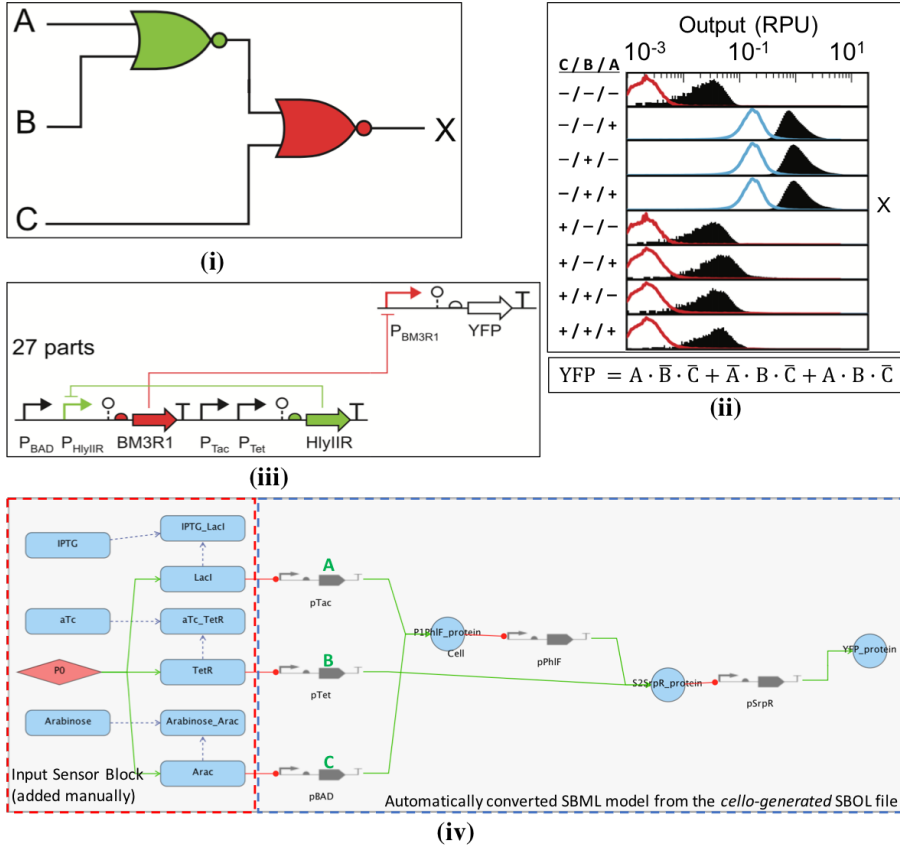 A
B
C
X
(i)
Output (RPU)
C / B / A
10-3
10-1
101
− / − / −
− / − / +
− / + / −
− / + / +
+ / − / −
+ / − / +
+ / + / −
+ / + / +
X
YFP = A · B̅ · C̅ + A̅ · B · C̅ + A · B · C̅
(ii)
27 parts
PBM3R1
YFP
PBAD
PHlyIIR
BM3R1
PTac
PTet
HlyIIR
(iii)
IPTG
IPTG_LacI
LacI
aTc
aTc_TetR
P0
TetR
Arabinose
Arabinose_Arac
Arac
Input Sensor Block
(added manually)
A
pTac
B
pTet
C
pBAD
P1PhlF_protein
Cell
pPhlF
S2SrpR_protein
pSrpR
YFP_protein
Automatically converted SBML model from the cello-generated SBOL file
(iv)